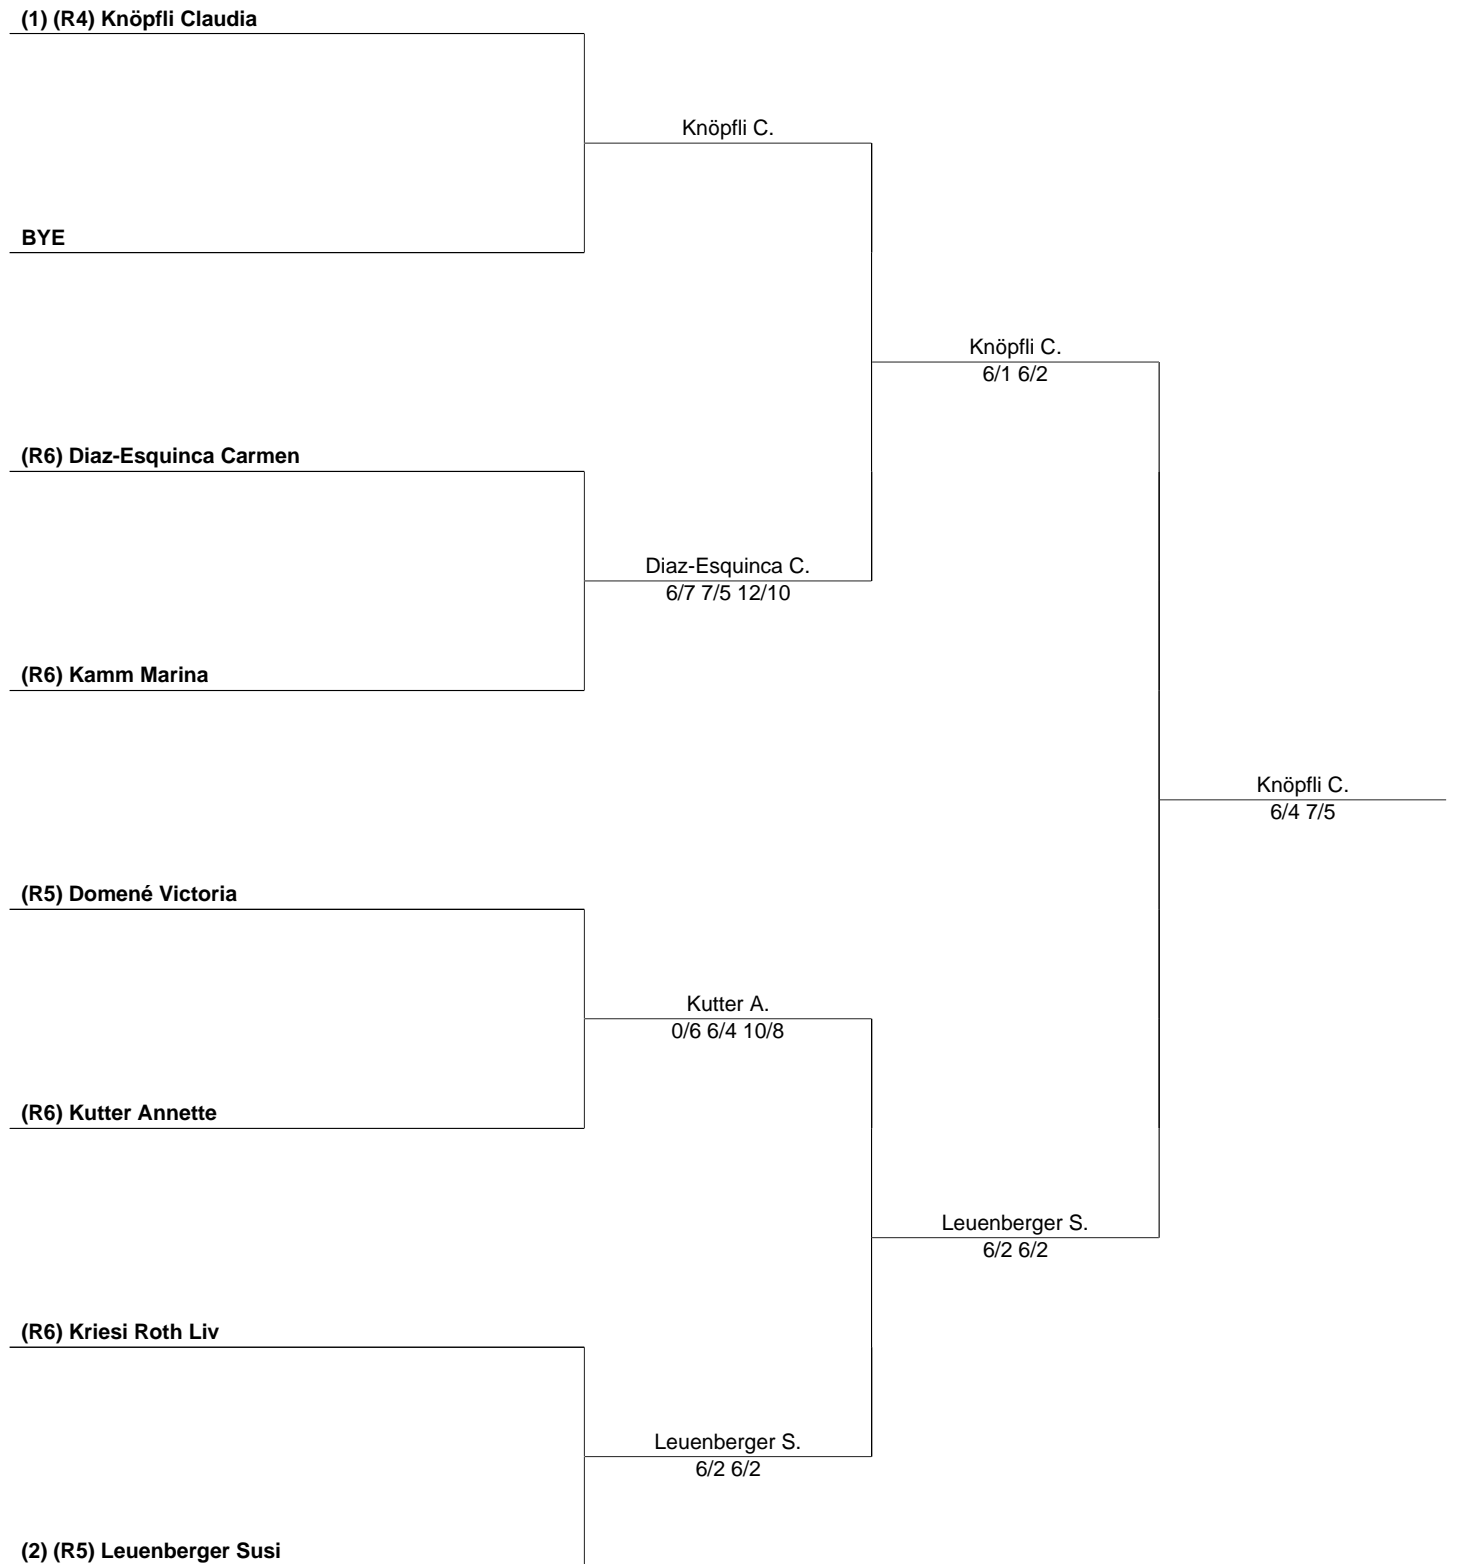 (1) (R4) Knöpfli Claudia
Knöpfli C.
BYE
Knöpfli C.
6/1 6/2
(R6) Diaz-Esquinca Carmen
Diaz-Esquinca C.
6/7 7/5 12/10
(R6) Kamm Marina
Knöpfli C.
6/4 7/5
(R5) Domené Victoria
Kutter A.
0/6 6/4 10/8
(R6) Kutter Annette
Leuenberger S.
6/2 6/2
(R6) Kriesi Roth Liv
Leuenberger S.
6/2 6/2
(2) (R5) Leuenberger Susi